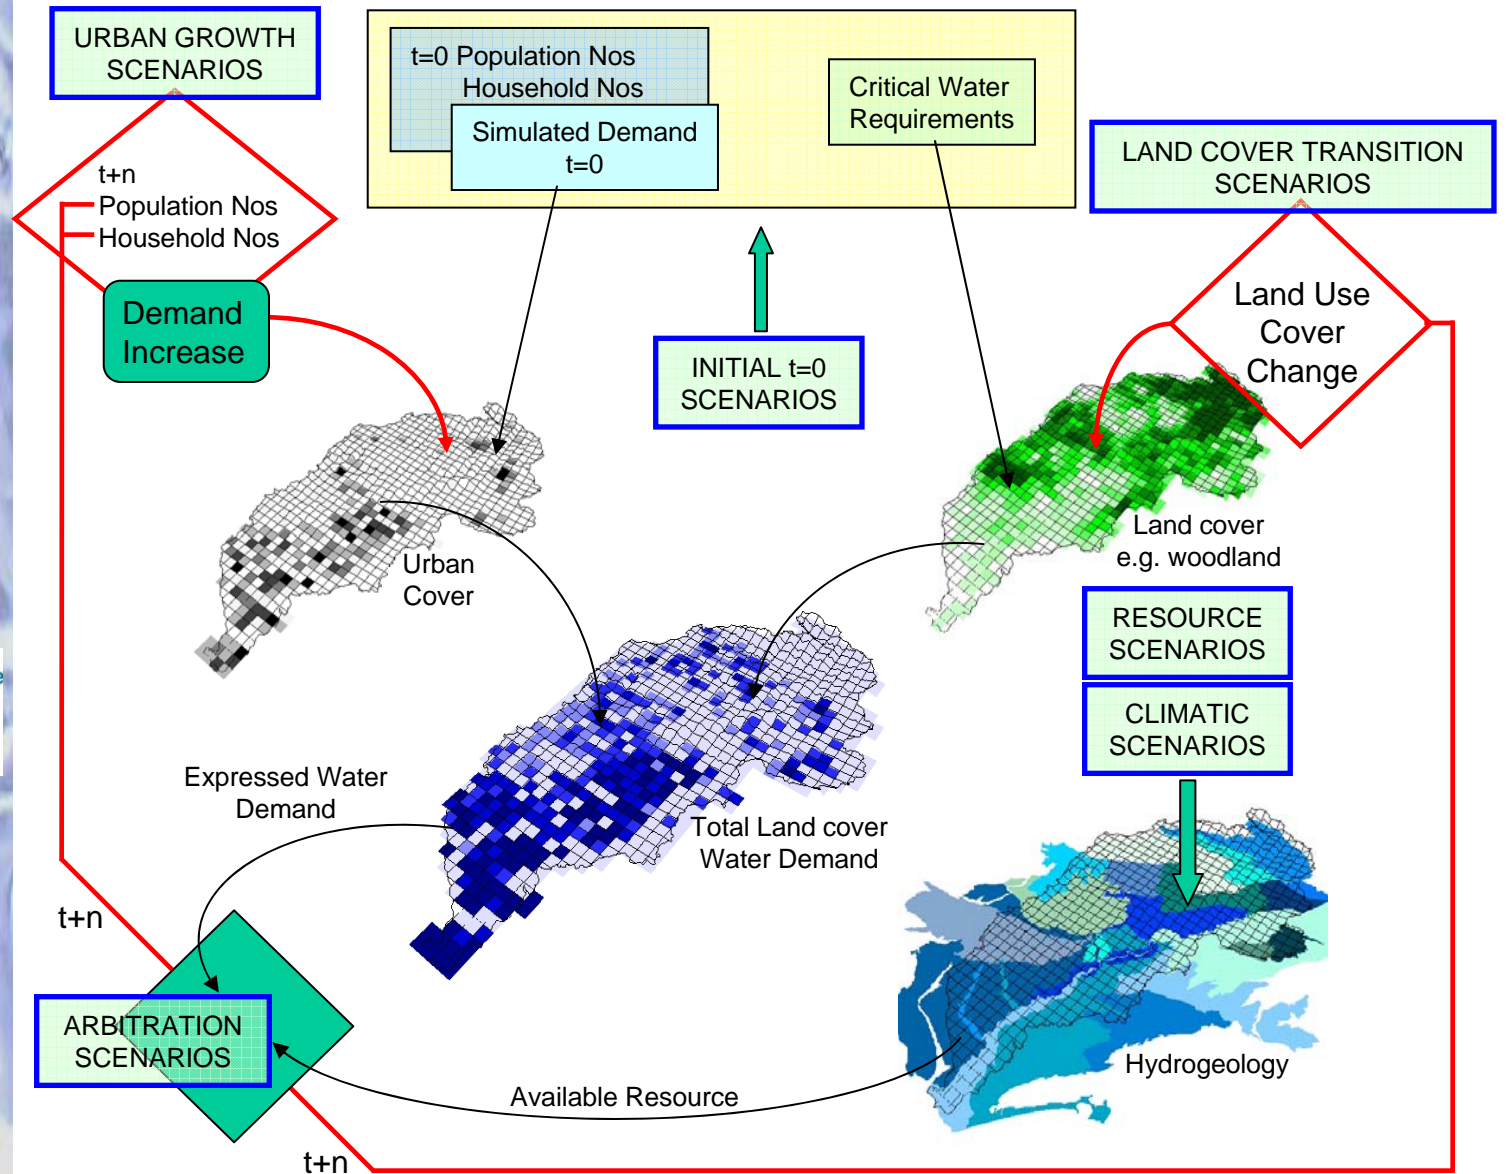 URBAN GROWTH
SCENARIOS
t=0 Population Nos
Household Nos
Simulated Demand
t=0
Critical Water
Requirements
LAND COVER TRANSITION
SCENARIOS
t+n
Population Nos
Household Nos
Demand
Increase
INITIAL t=0
SCENARIOS
Land Use
Cover
Change
Urban
Cover
Land cover
e.g. woodland
RESOURCE
SCENARIOS
CLIMATIC
SCENARIOS
Expressed Water
Demand
Total Land cover
Water Demand
t+n
ARBITRATION
SCENARIOS
Available Resource
Hydrogeology
t+n